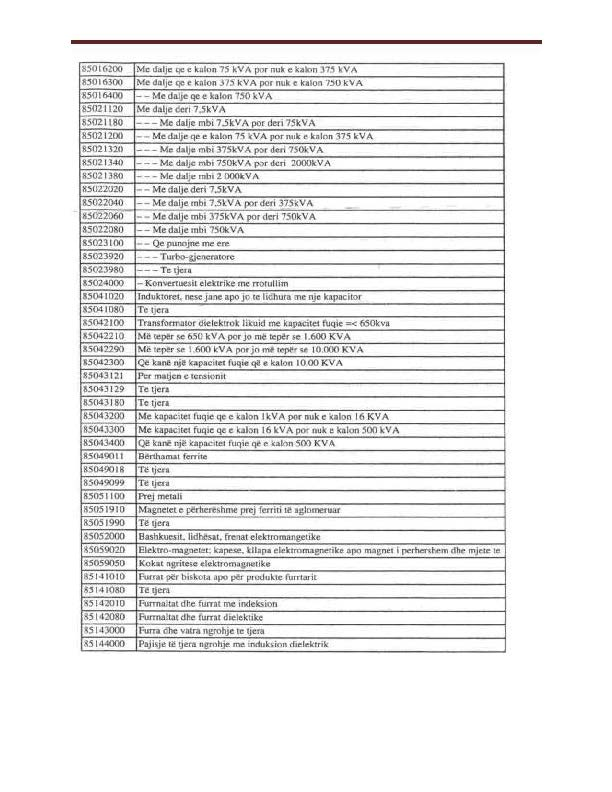 85016200 Me dalje qe e kalon 75 kVA por nuk e kalon 375 kVA
85016300 Me dalje qe e kalon 375 kVA por nuk e kalon 750 kVA
85016400 – – Me dalje qe e kalon 750 kVA
85021120 Me dalje deri 7,5kVA
85021180 – – – Me dalje mbi 7,5kVA por deri 75kVA
85021200 – – Me dalje qe e kalon 75 kVA por nuk e kalon 375 kVA
85021320 – – – Me dalje mbi 375kVA por deri 750kVA
85021340 – – – Me dalje mbi 750kVA por deri 2000kVA
85021380 – – – Me dalje mbi 2 000kVA
85022020 – – Me dalje deri 7,5kVA
85022040 – – Me dalje mbi 7,5kVA por deri 375kVA
85022060 – – Me dalje mbi 375kVA por deri 750kVA
85022080 – – Me dalje mbi 750kVA
85023100 – – Qe punojne me ere
85023920 – – – Turbo-gjeneratore
85023980 – – – Te tjera
85024000 – Konvertuesit elektrike me rrotullim
85041020 Induktoret, nese jane apo jo te lidhura me nje kapacitor
85041080 Te tjera
85042100 Transformator dielektrok likuid me kapacitet fuqie =< 650kva
85042210 Më tepër se 650 kVA por jo më tepër se 1.600 KVA
85042290 Më tepër se 1.600 kVA por jo më tepër se 10.000 KVA
85042300 Që kanë një kapacitet fuqie që e kalon 10.00 KVA
85043121 Per matjen e tensionit
85043129 Te tjera
85043180 Te tjera
85043200 Me kapacitet fuqie qe e kalon 1kVA por nuk e kalon 16 KVA
85043300 Me kapacitet fuqie qe e kalon 16 kVA por nuk e kalon 500 kVA
85043400 Që kanë një kapacitet fuqie që e kalon 500 KVA
85049011 Bërthamat ferrite
85049018 Të tjera
85049099 Të tjera
85051100 Prej metali
85051910 Magnetet e përhershme prej ferriti të aglomeruar
85051990 Të tjera
85052000 Bashkuesit, lidhësat, frenat elektromangetike
85059020 Elektro-magnetet; kapese, kllapa elektromagnetike apo magnet i perhershem dhe mjete te
85059050 Kokat ngritese elektromagnetike
85141010 Furrat për biskota apo për produkte furrtarit
85141080 Të tjera
85142010 Furrnaltat dhe furrat me indeksion
85142080 Furrnaltat dhe furrat dielektike
85143000 Furra dhe vatra ngrohje te tjera
85144000 Pajisje të tjera ngrohje me induksion dielektrik